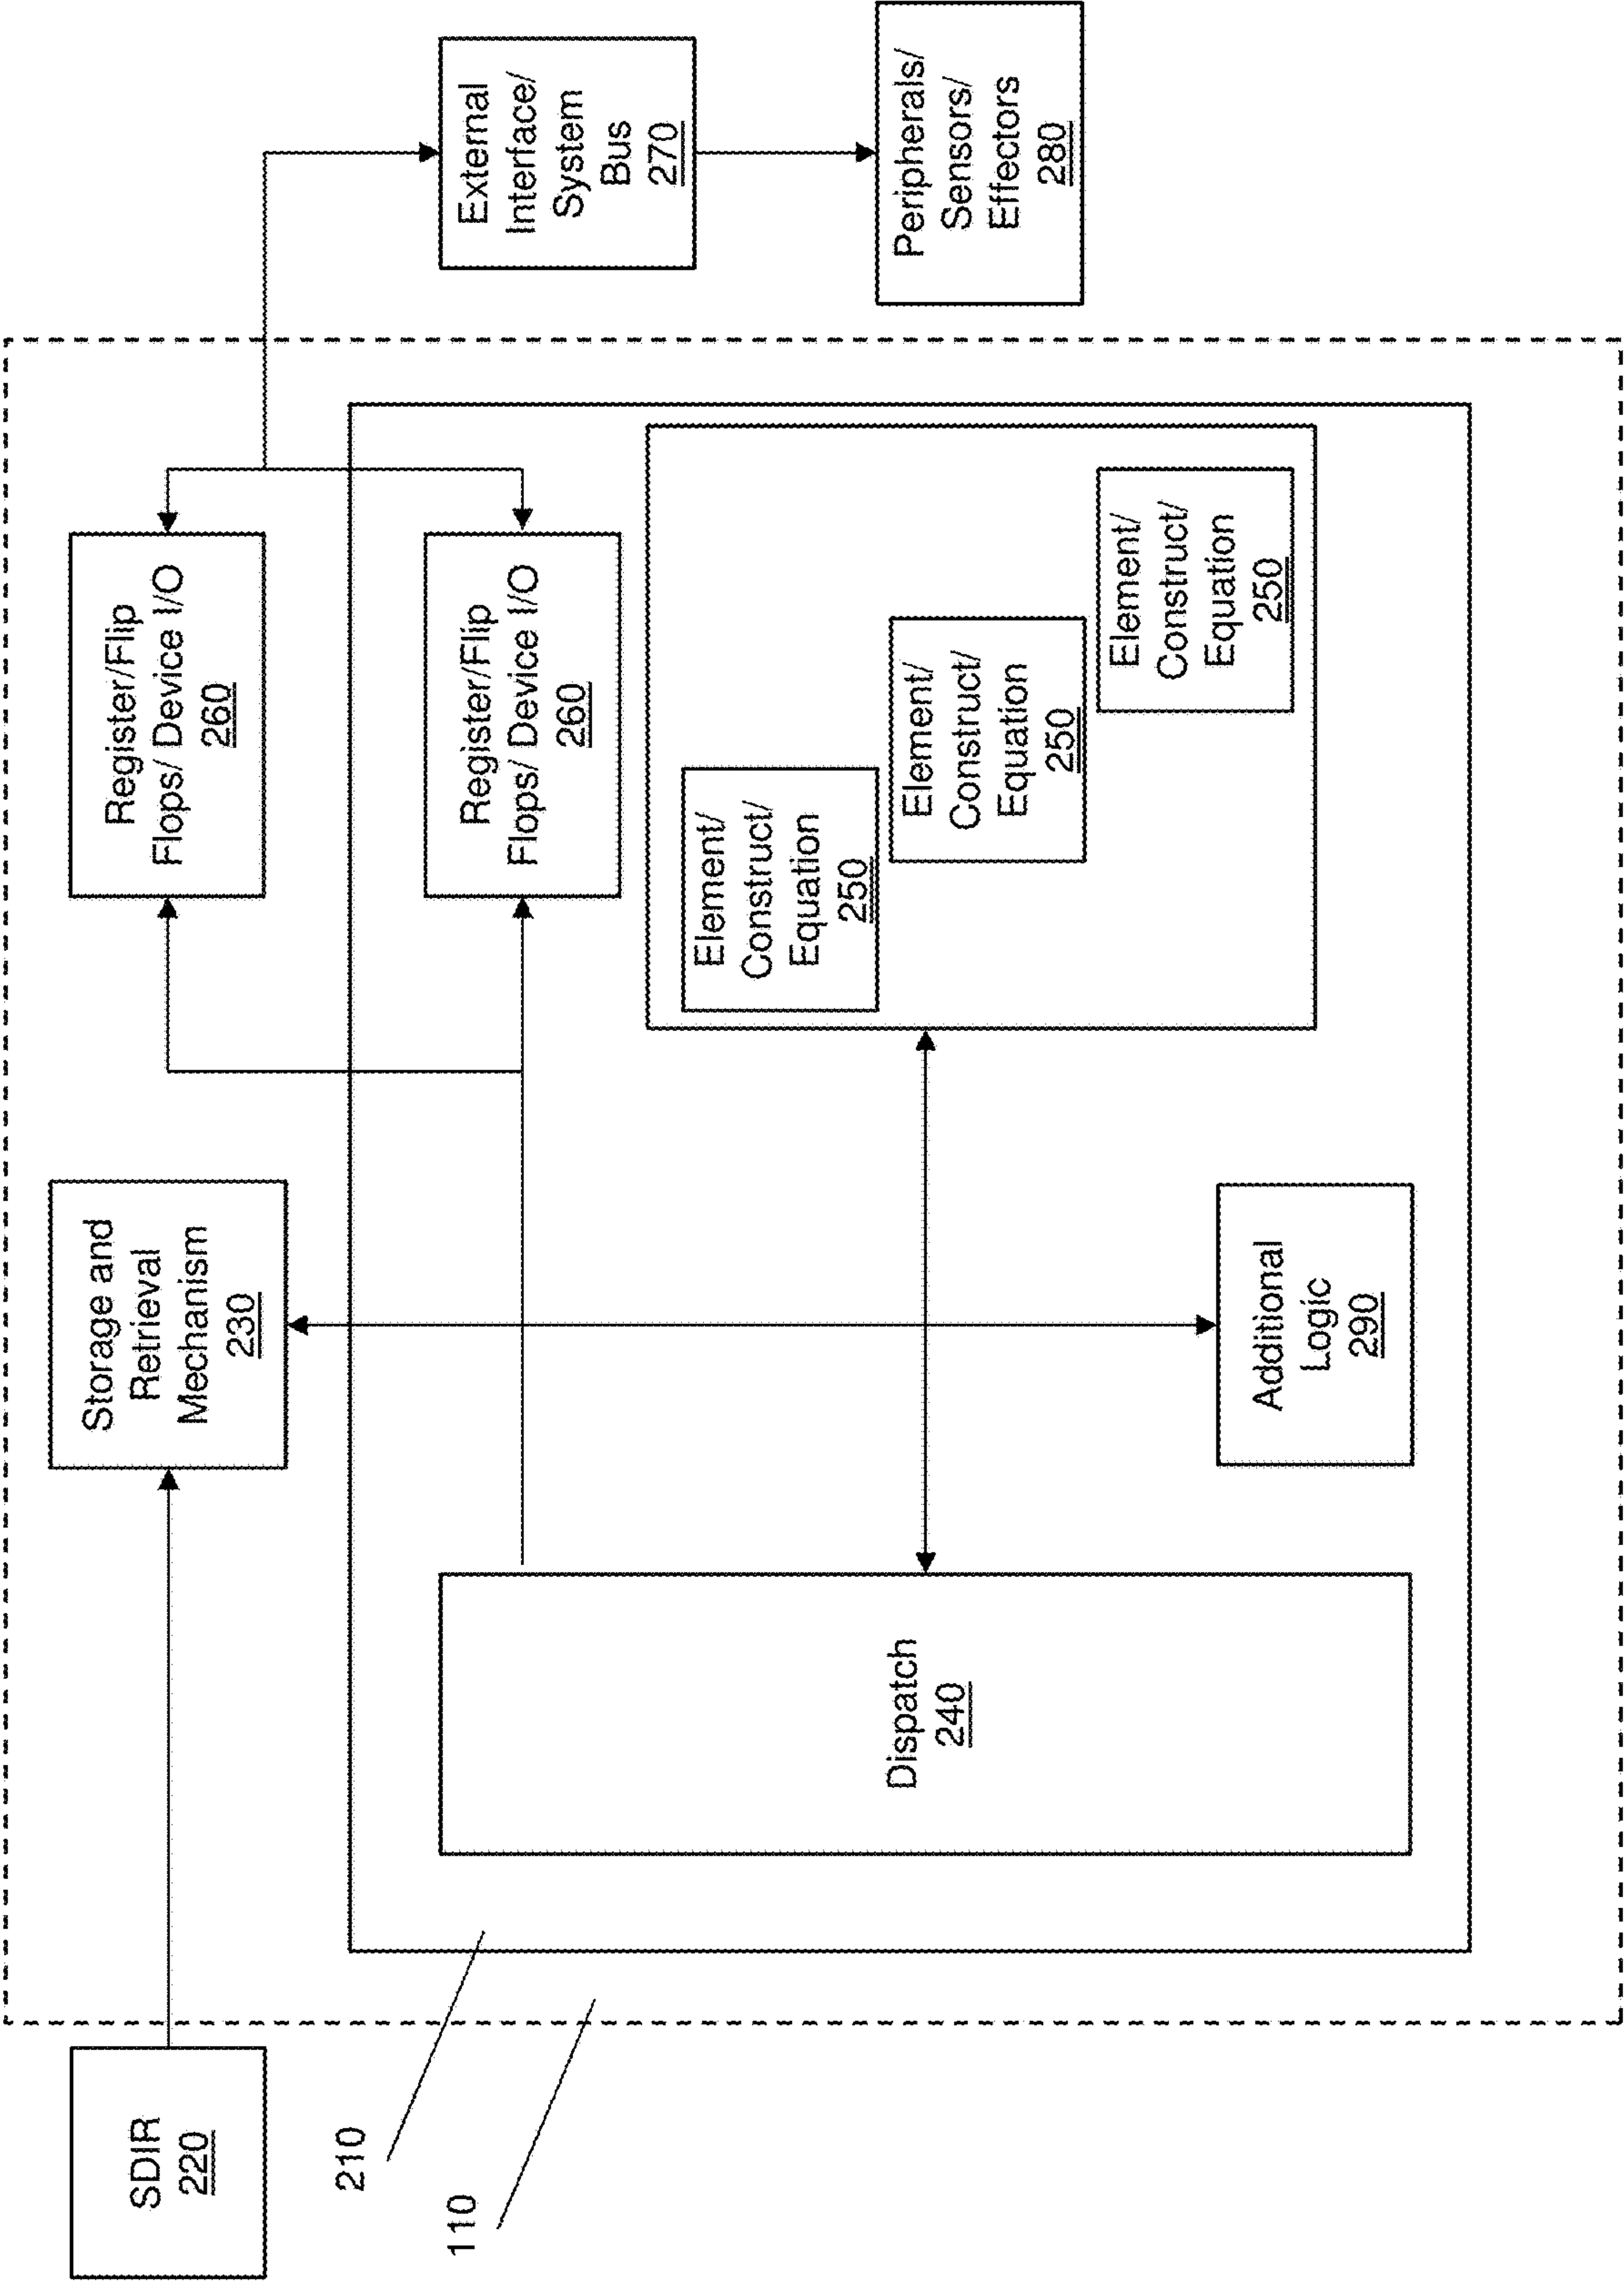 SDIR
220
Storage and
Retrieval
Mechanism
230
Register/Flip
Flops/ Device I/O
260
External
Interface/
System
Bus
270
Peripherals/
Sensors/
Effectors
280
210
110
Dispatch
240
Register/Flip
Flops/ Device I/O
260
Element/
Construct/
Equation
250
Element/
Construct/
Equation
250
Element/
Construct/
Equation
250
Additional
Logic
290